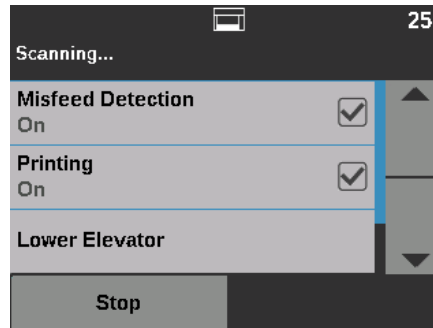 25
Scanning...
Misfeed Detection
On
Printing
On
Lower Elevator
Stop